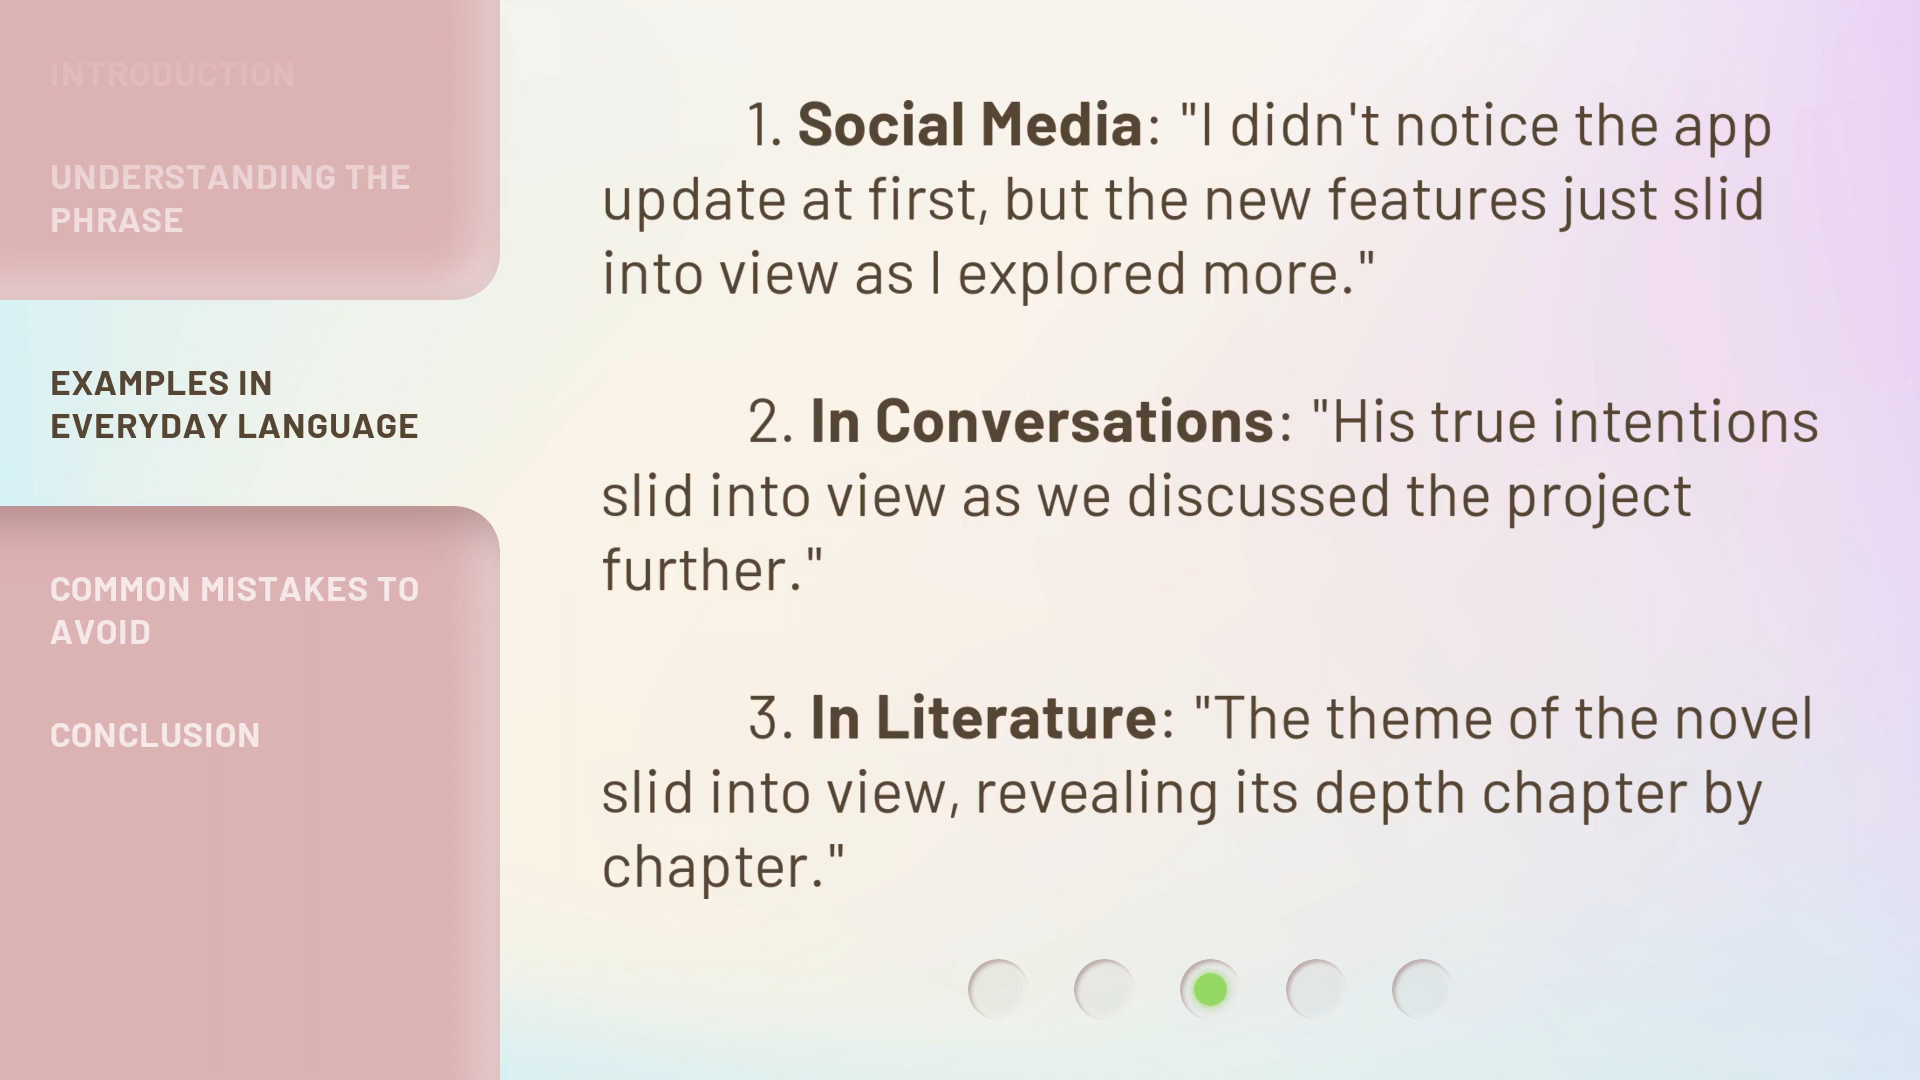 INTRODUCTION
UNDERSTANDING THE
PHRASE
EXAMPLES IN
EVERYDAY LANGUAGE
COMMON MISTAKES TO
AVOID
CONCLUSION
1. Social Media: "I didn't notice the app
update at first, but the new features just slid
into view as I explored more."
2. In Conversations: "His true intentions
slid into view as we discussed the project
further."
3. In Literature: "The theme of the novel
slid into view, revealing its depth chapter by
chapter."